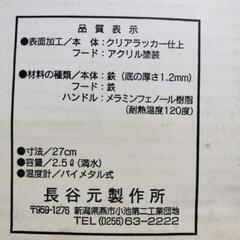 品質表示
●表面加工／本体：クリアラッカー仕上
フード：アクリル塗装
●材料の種類／本体：鉄（底の厚さ1.2mm）
フード：鉄
ハンドル：メラミンフェノール樹脂
（耐熱温度120度）
●寸法／27cm
●容量／2.5ℓ（満水）
●温度計／バイメタル式
長谷元製作所
〒959-1276 新潟県燕市小池第二工業団地
TEL (0256)63-2222